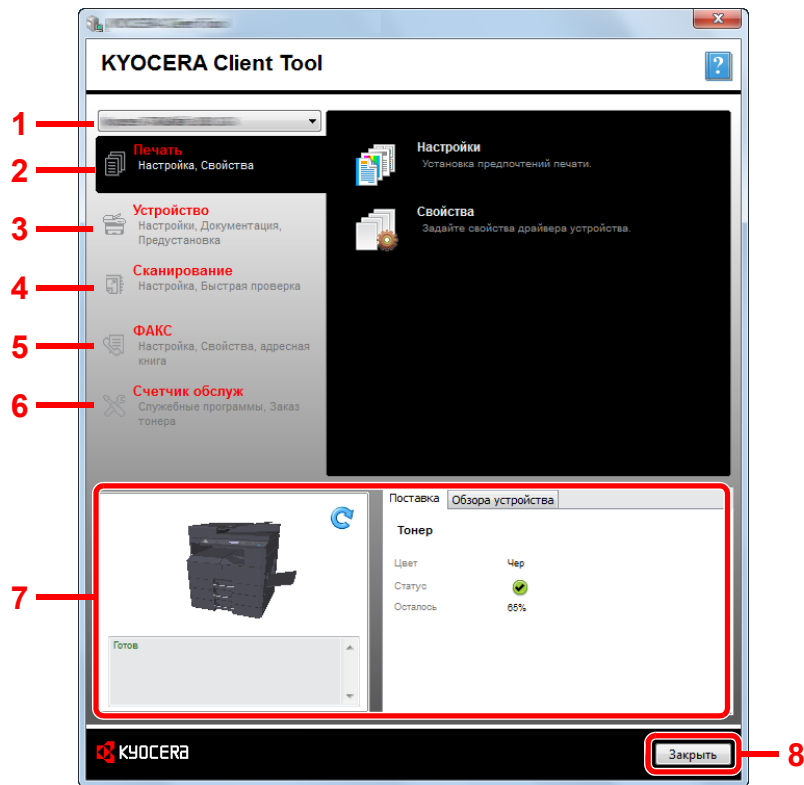 KYOCERA Client Tool
?
1
2
Печать
Настройка, Свойства
3
Устройство
Настройки, Документация,
Предустановка
4
Сканирование
Настройка, Быстрая проверка
5
ФАКС
Настройка, Свойства, адресная
книга
6
Счетчик обслуж
Служебные программы, Заказ
тонера
Настройки
Установка предпочтений печати.
Свойства
Задайте свойства драйвера устройства.
7
Готов
Поставка Обзора устройства
Тонер
Цвет Чер
Статус
Осталось 65%
KYOCERA
Закрыть
8